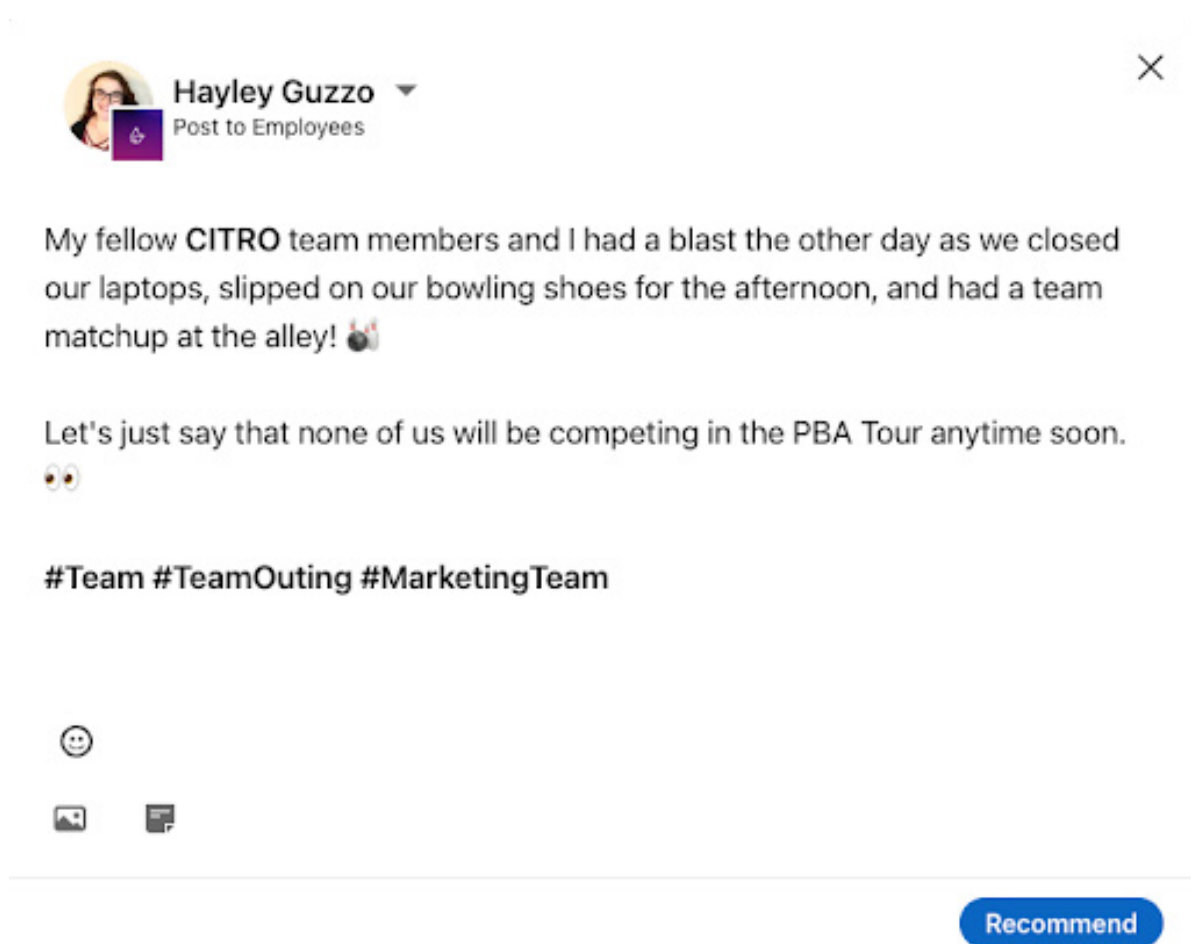 Hayley Guzzo
Post to Employees
My fellow CITRO team members and I had a blast the other day as we closed
our laptops, slipped on our bowling shoes for the afternoon, and had a team
matchup at the alley! 🎳
Let's just say that none of us will be competing in the PBA Tour anytime soon.
👀
#Team #TeamOuting #MarketingTeam
Recommend